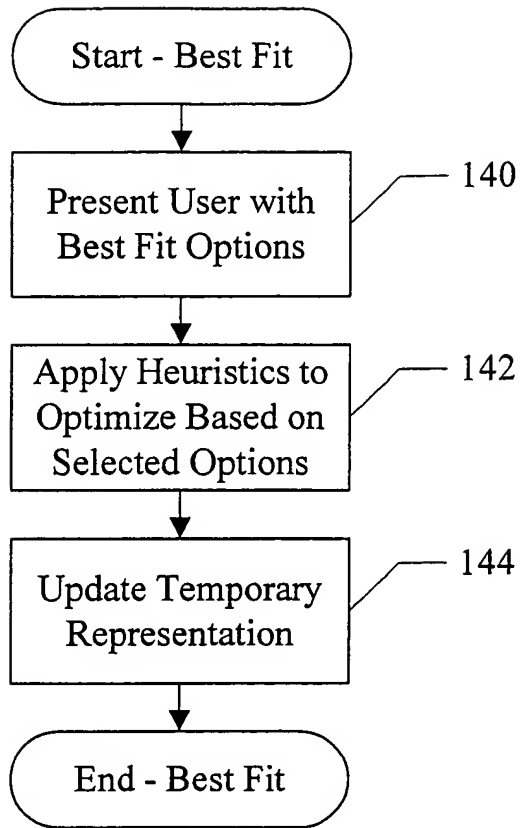 Start - Best Fit
Present User with
Best Fit Options
140
Apply Heuristics to
Optimize Based on
Selected Options
142
Update Temporary
Representation
144
End - Best Fit